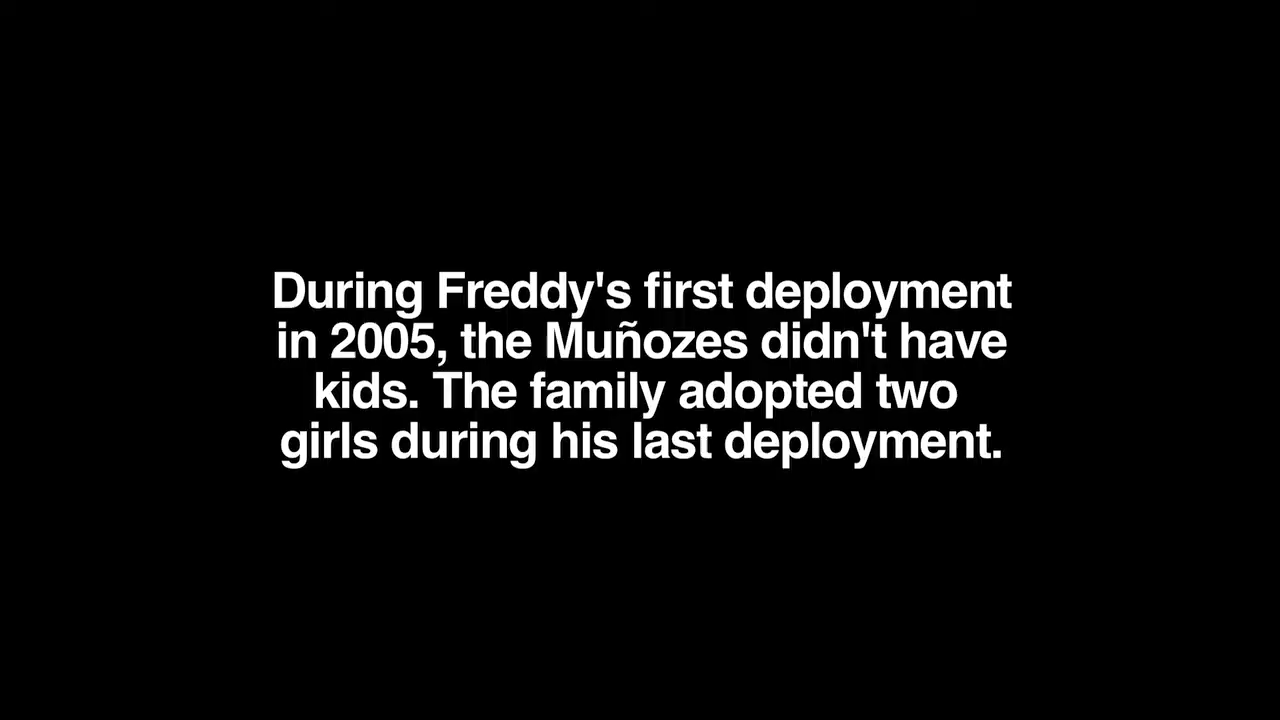 During Freddy's first deployment
in 2005, the Muñozes didn't have
kids. The family adopted two
girls during his last deployment.